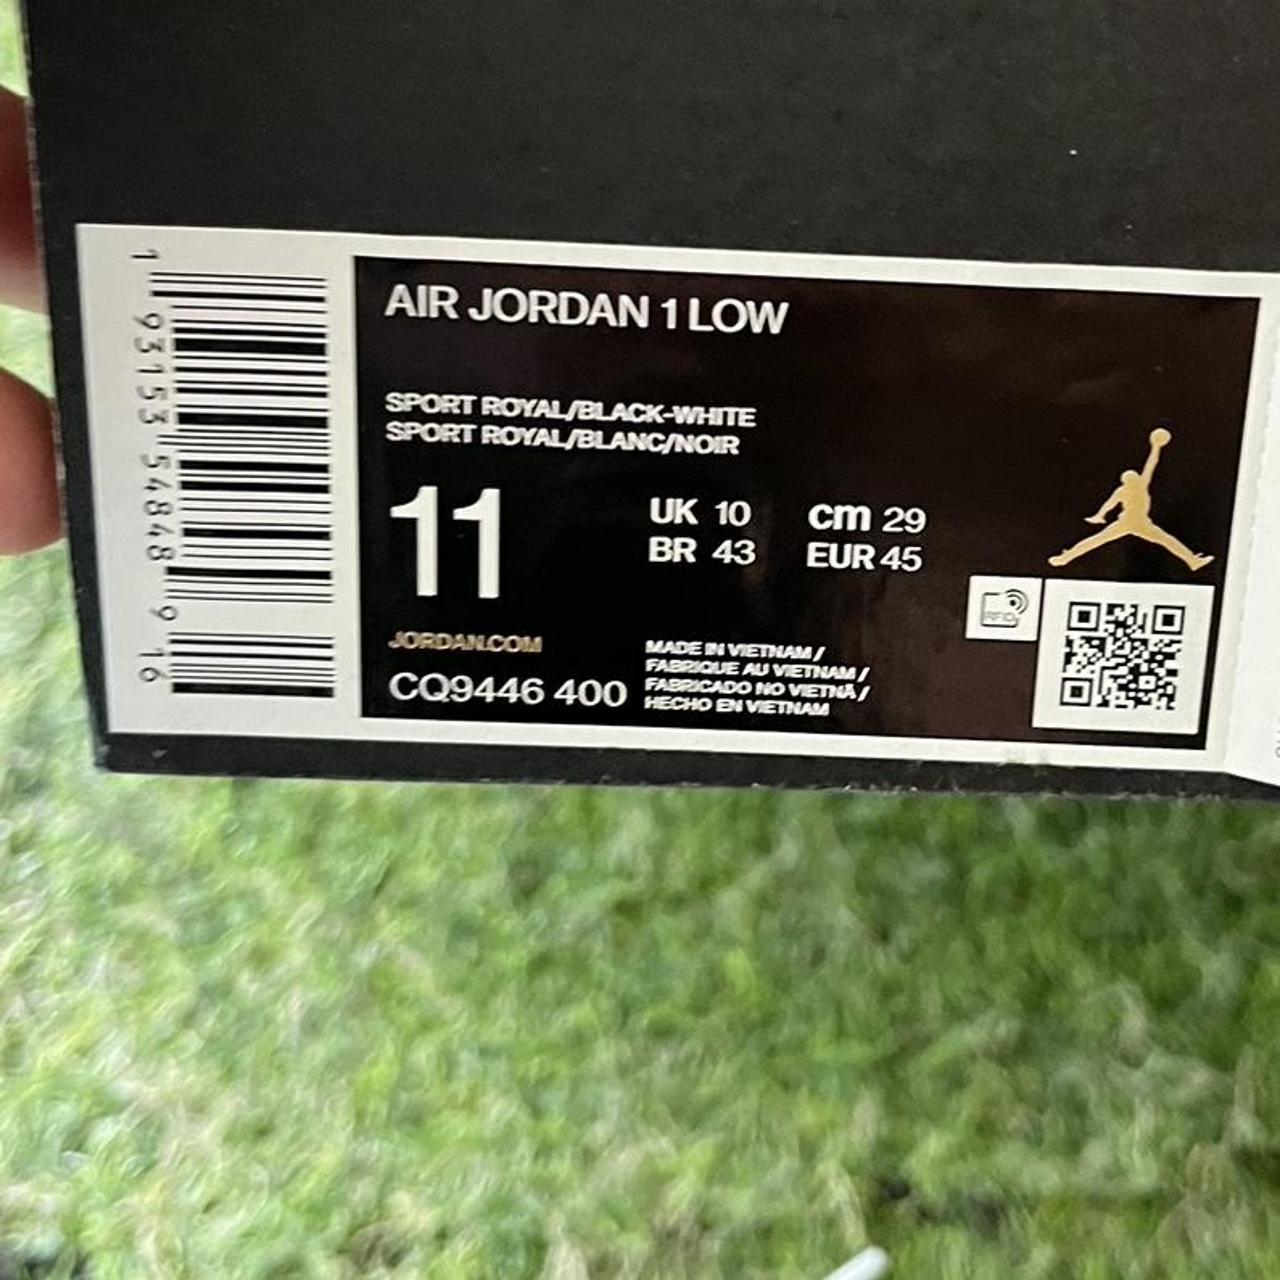 AIR JORDAN 1 LOW
SPORT ROYAL/BLACK-WHITE
SPORT ROYAL/BLANC/NOIR
11
UK 10
cm 29
BR 43
EUR 45
JORDAN.COM
CQ9446 400
MADE IN VIETNAM /
FABRIQUE AU VIETNAM /
FABRICADO NO VIETNÃ /
HECHO EN VIETNAM
RFID
1 93153 54848 9 16